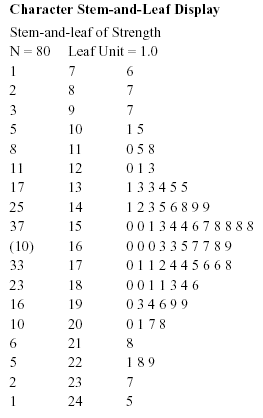 Character Stem-and-Leaf Display
Stem-and-leaf of Strength
N = 80 Leaf Unit = 1.0
1 7 6
2 8 7
3 9 7
5 10 1 5
8 11 0 5 8
11 12 0 1 3
17 13 1 3 3 4 5 5
25 14 1 2 3 5 6 8 9 9
37 15 0 0 1 3 4 4 6 7 8 8 8 8
(10) 16 0 0 0 3 3 5 7 7 8 9
33 17 0 1 1 2 4 4 5 6 6 8
23 18 0 0 1 1 3 4 6
16 19 0 3 4 6 9 9
10 20 0 1 7 8
6 21 8
5 22 1 8 9
2 23 7
1 24 5